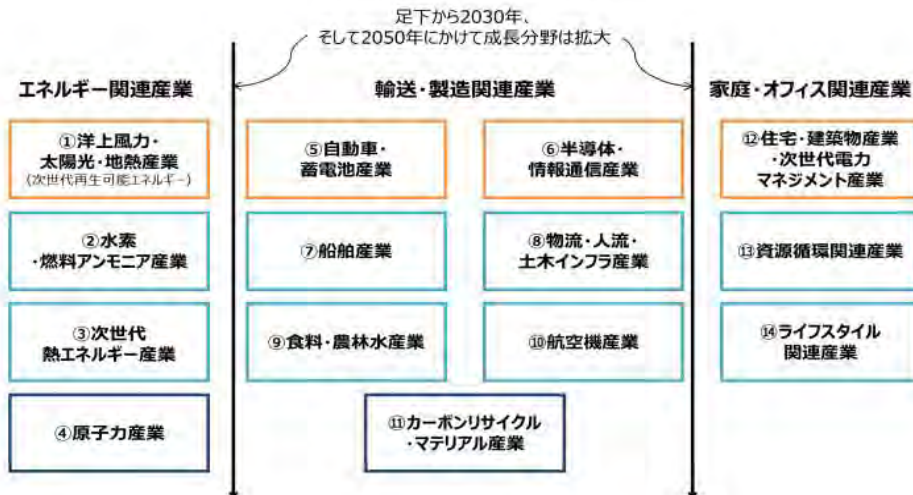 足下から2030年、
そして2050年にかけて成長分野は拡大
エネルギー関連産業
輸送・製造関連産業
家庭・オフィス関連産業
①洋上風力・
太陽光・地熱産業
(次世代再生可能エネルギー)
⑤自動車・
蓄電池産業
⑥半導体・
情報通信産業
⑫住宅・建築物産業
・次世代電力
マネジメント産業
②水素
・燃料アンモニア産業
⑦船舶産業
⑧物流・人流・
土木インフラ産業
⑬資源循環関連産業
③次世代
熱エネルギー産業
⑨食料・農林水産業
⑩航空機産業
⑭ライフスタイル
関連産業
④原子力産業
⑪カーボンリサイクル
・マテリアル産業